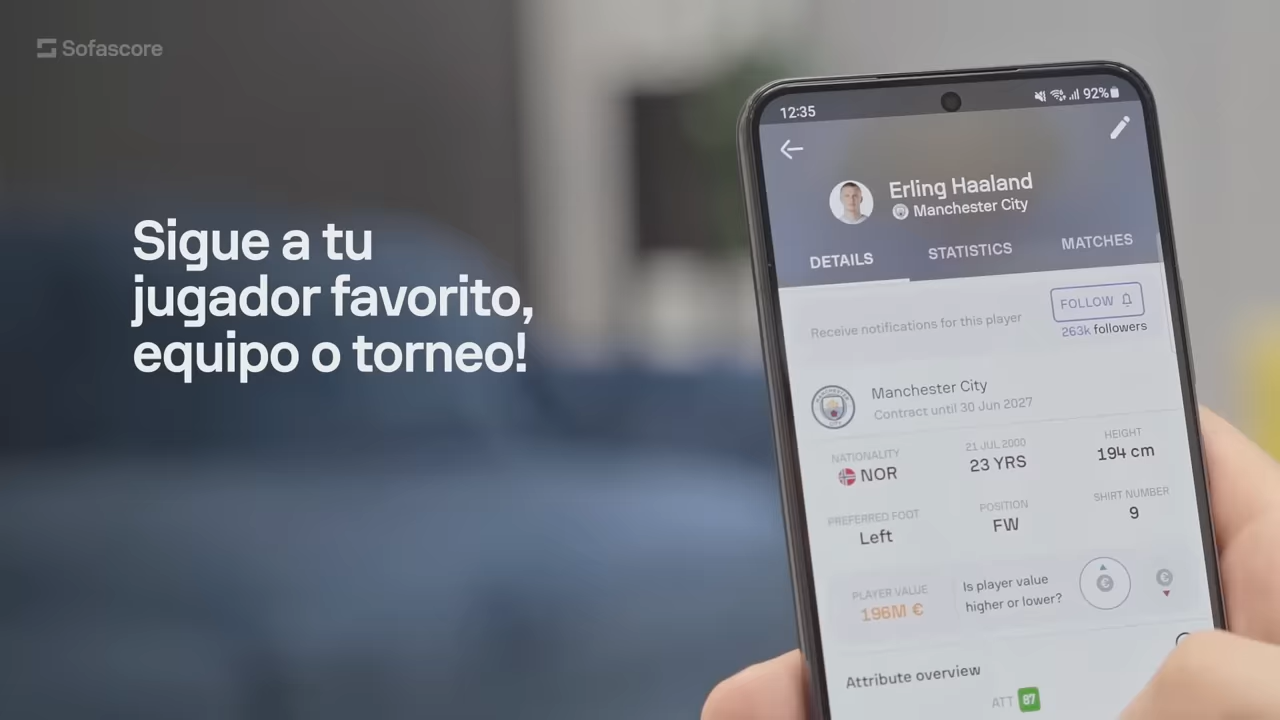 Sofascore
Sigue a tu
jugador favorito,
equipo o torneo!
12:35
92%
Erling Haaland
Manchester City
DETAILS STATISTICS MATCHES
Receive notifications for this player
FOLLOW
263k followers
Manchester City
Contract until 30 Jun 2027
NATIONALITY 21 JUL 2000 HEIGHT
NOR 23 YRS 194 cm
PREFERRED FOOT POSITION SHIRT NUMBER
Left FW 9
PLAYER VALUE
196M €
Is player value
higher or lower?
Attribute overview
ATT 87